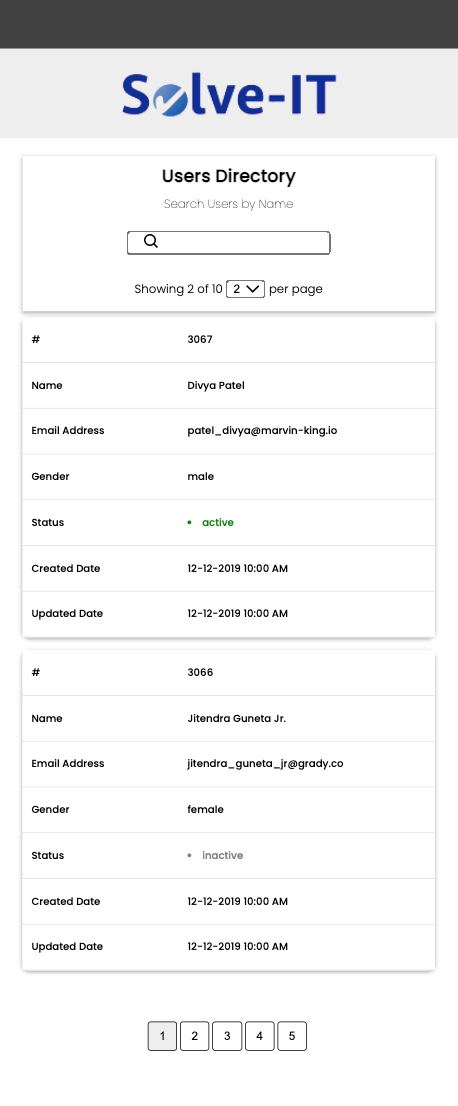 Solve-IT
Users Directory
Search Users by Name
Showing 2 of 10 2 per page
# 3067
Name Divya Patel
Email Address patel_divya@marvin-king.io
Gender male
Status • active
Created Date 12-12-2019 10:00 AM
Updated Date 12-12-2019 10:00 AM
# 3066
Name Jitendra Guneta Jr.
Email Address jitendra_guneta_jr@grady.co
Gender female
Status • inactive
Created Date 12-12-2019 10:00 AM
Updated Date 12-12-2019 10:00 AM
1 2 3 4 5